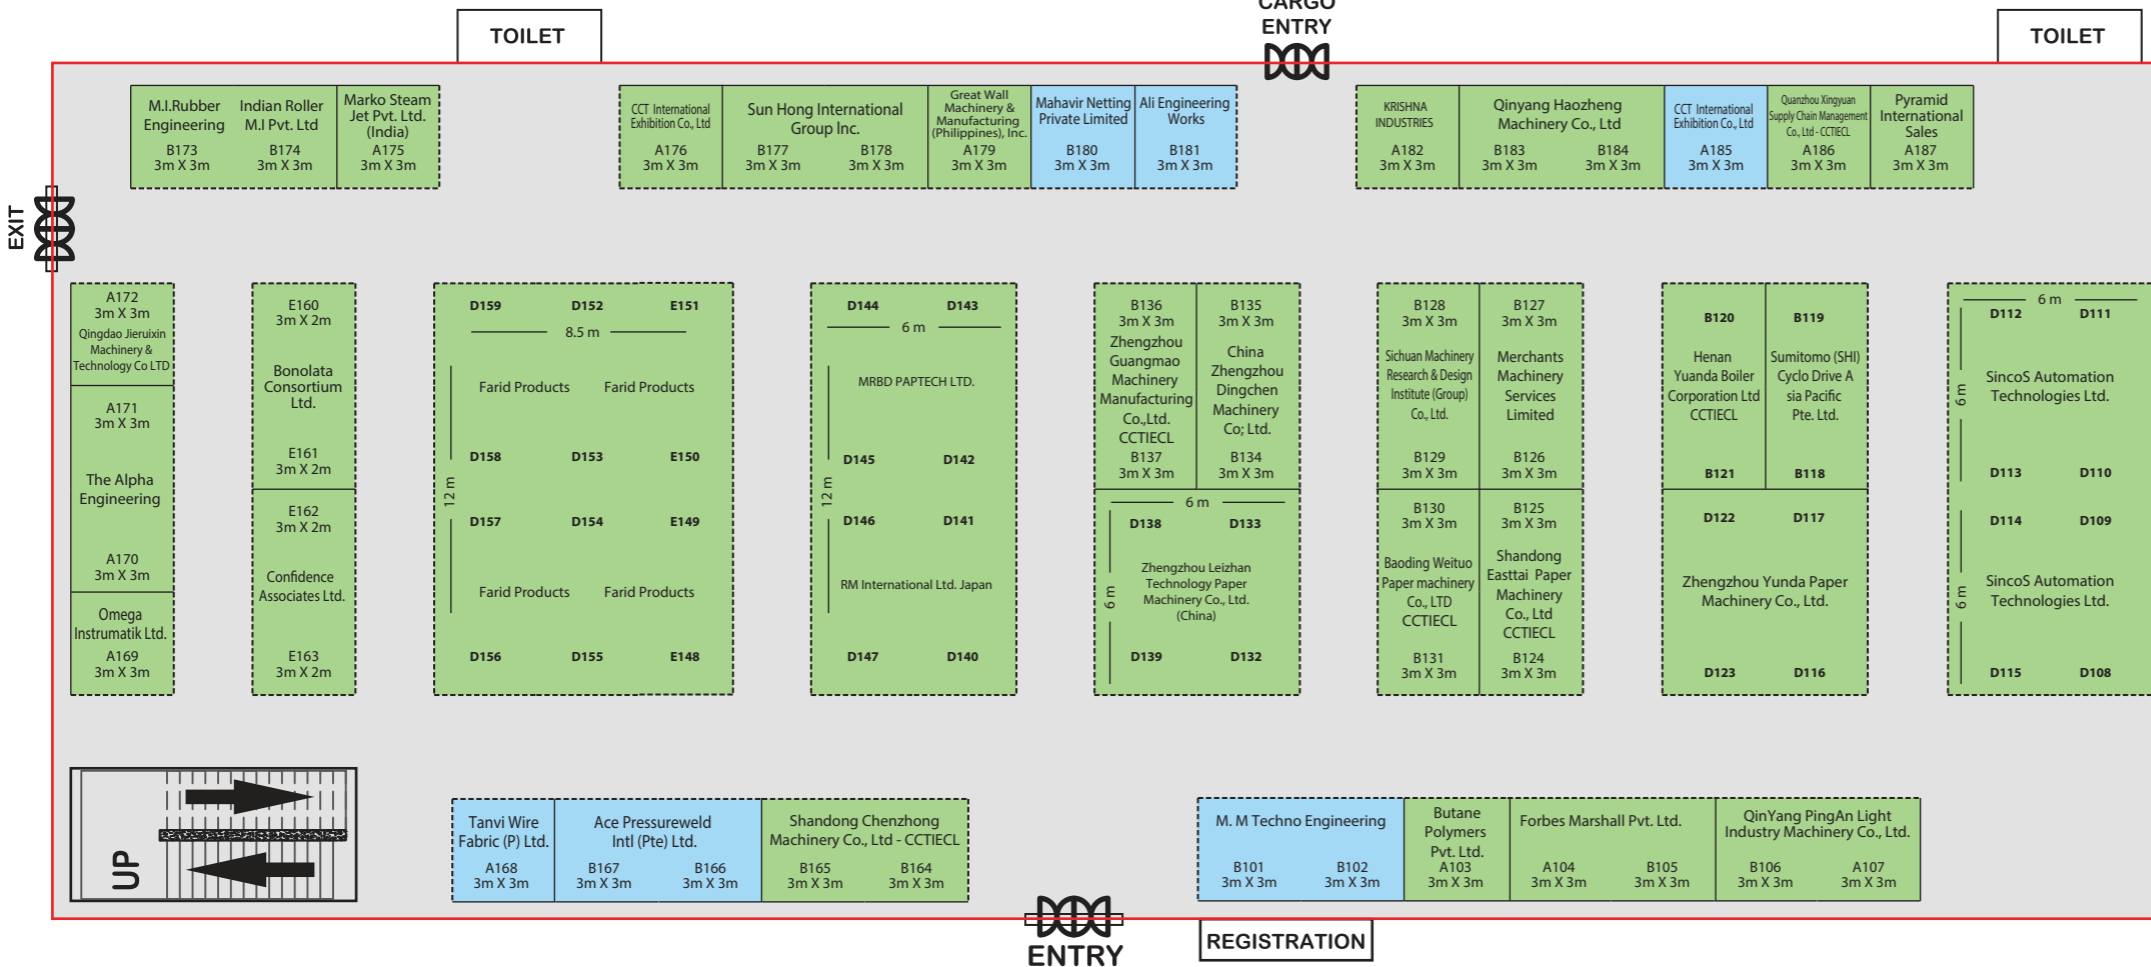 TOILET
CARGO
ENTRY
TOILET
M.I.Rubber
Engineering
B173
3m X 3m
Indian Roller
M.I Pvt. Ltd
B174
3m X 3m
Marko Steam
Jet Pvt. Ltd.
(India)
A175
3m X 3m
CCT International
Exhibition Co., Ltd
A176
3m X 3m
Sun Hong International
Group Inc.
B177
3m X 3m
B178
3m X 3m
Great Wall
Machinery &
Manufacturing
(Philippines), Inc.
A179
3m X 3m
Mahavir Netting
Private Limited
B180
3m X 3m
Ali Engineering
Works
B181
3m X 3m
KRISHNA
INDUSTRIES
A182
3m X 3m
Qinyang Haozheng
Machinery Co., Ltd
B183
3m X 3m
B184
3m X 3m
CCT International
Exhibition Co., Ltd
A185
3m X 3m
Quanzhou Xingyuan
Supply Chain Management
Co., Ltd - CCTIECL
A186
3m X 3m
Pyramid
International
Sales
A187
3m X 3m
EXIT
A172
3m X 3m
Qingdao Jieruixin
Machinery &
Technology Co LTD
A171
3m X 3m
The Alpha
Engineering
A170
3m X 3m
Omega
Instrumatik Ltd.
A169
3m X 3m
E160
3m X 2m
Bonolata
Consortium
Ltd.
E161
3m X 2m
E162
3m X 2m
Confidence
Associates Ltd.
E163
3m X 2m
D159 D152 E151
8.5 m
Farid Products Farid Products
D158 D153 E150
12 m
D157 D154 E149
Farid Products Farid Products
D156 D155 E148
D144 D143
6 m
MRBD PAPTECH LTD.
D145 D142
12 m
D146 D141
RM International Ltd. Japan
D147 D140
B136
3m X 3m
Zhengzhou
Guangmao
Machinery
Manufacturing
Co.,Ltd.
CCTIECL
B137
3m X 3m
B135
3m X 3m
China
Zhengzhou
Dingchen
Machinery
Co; Ltd.
B134
3m X 3m
6 m
D138 D133
6 m
Zhengzhou Leizhan
Technology Paper
Machinery Co., Ltd.
(China)
D139 D132
B128
3m X 3m
Sichuan Machinery
Research & Design
Institute (Group)
Co., Ltd.
B129
3m X 3m
B127
3m X 3m
Merchants
Machinery
Services
Limited
B126
3m X 3m
B130
3m X 3m
Baoding Weituo
Paper machinery
Co., LTD
CCTIECL
B131
3m X 3m
B125
3m X 3m
Shandong
Easttai Paper
Machinery
Co., Ltd
CCTIECL
B124
3m X 3m
B120
Henan
Yuanda Boiler
Corporation Ltd
CCTIECL
B121
B119
Sumitomo (SHI)
Cyclo Drive A
sia Pacific
Pte. Ltd.
B118
D122 D117
Zhengzhou Yunda Paper
Machinery Co., Ltd.
D123 D116
6 m
D112 D111
6 m
SincoS Automation
Technologies Ltd.
D113 D110
D114 D109
6 m
SincoS Automation
Technologies Ltd.
D115 D108
UP
Tanvi Wire
Fabric (P) Ltd.
A168
3m X 3m
Ace Pressureweld
Intl (Pte) Ltd.
B167
3m X 3m
B166
3m X 3m
Shandong Chenzhong
Machinery Co., Ltd - CCTIECL
B165
3m X 3m
B164
3m X 3m
M. M Techno Engineering
B101
3m X 3m
B102
3m X 3m
Butane
Polymers
Pvt. Ltd.
A103
3m X 3m
Forbes Marshall Pvt. Ltd.
A104
3m X 3m
B105
3m X 3m
QinYang PingAn Light
Industry Machinery Co., Ltd.
B106
3m X 3m
A107
3m X 3m
ENTRY
REGISTRATION